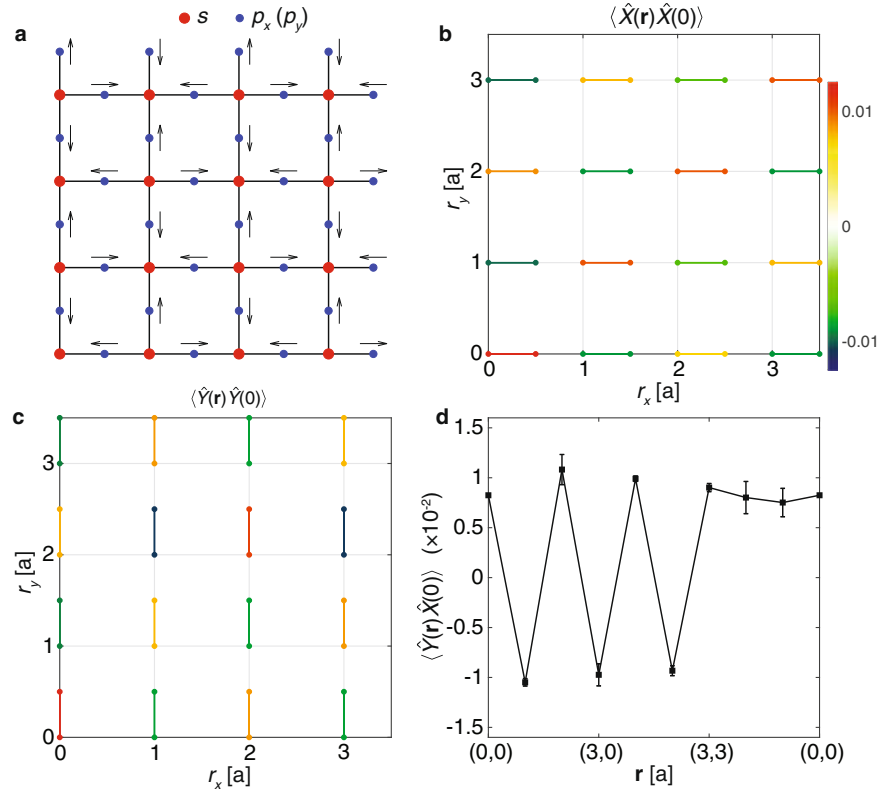 s p_x (p_y)
a
b
⟨X̂(r)X̂(0)⟩
3
2
1
0
r_y [a]
0 1 2 3
r_x [a]
0.01
0
-0.01
c
⟨Ŷ(r)Ŷ(0)⟩
3
2
1
0
r_y [a]
0 1 2 3
r_x [a]
d
1.5
1
0.5
0
-0.5
-1
-1.5
⟨Ŷ(r)X̂(0)⟩ (×10⁻²)
(0,0) (3,0) (3,3) (0,0)
r [a]